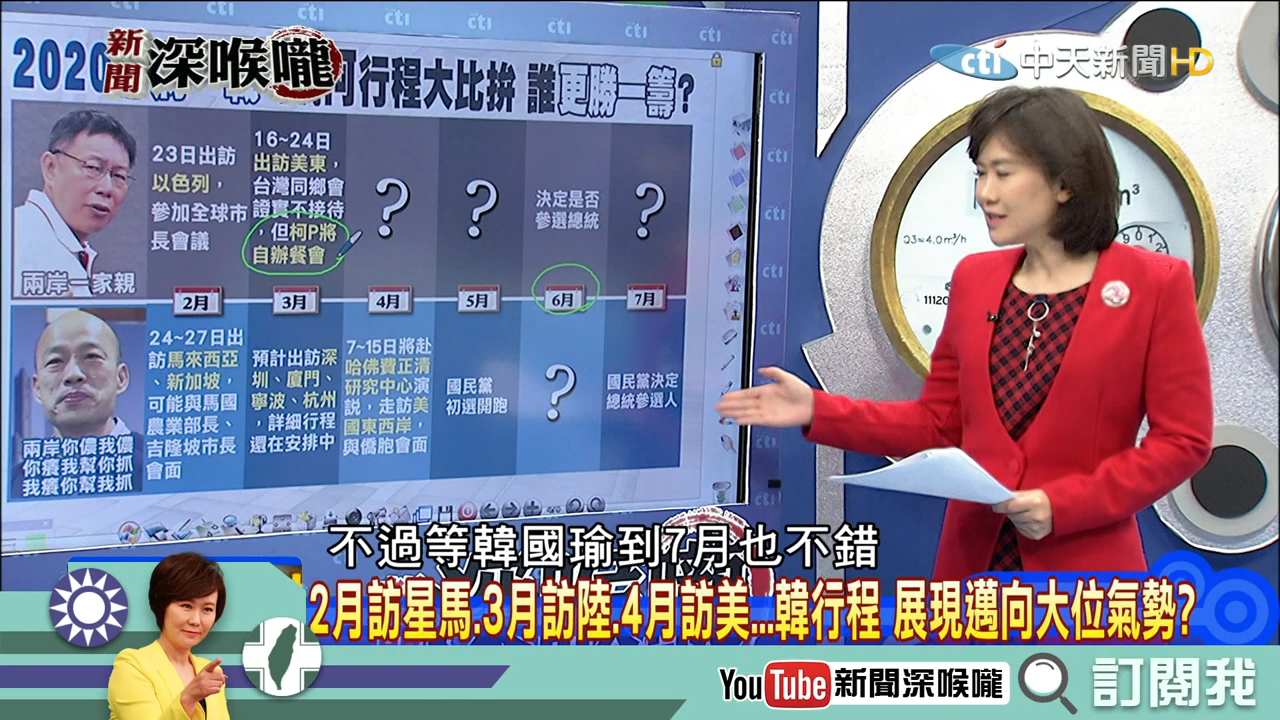 2020
新聞深喉嚨
柯行程大比拚 誰更勝一籌?
cti 中天新聞HD
23日出訪
以色列,
參加全球市
長會議
16~24日
出訪美東,
台灣同鄉會
證實不接待
,但柯P將
自辦餐會
?
?
決定是否
參選總統
?
兩岸一家親
2月
3月
4月
5月
6月
7月
24~27日出
訪馬來西亞
、新加坡,
可能與馬國
農業部長、
吉隆坡市長
會面
預計出訪深
圳、廈門、
寧波、杭州
,詳細行程
還在安排中
7~15日將赴
哈佛費正清
研究中心演
說,走訪美
國東西岸,
與僑胞會面
國民黨
初選開跑
?
國民黨決定
總統參選人
兩岸你儂我儂
你癢我幫你抓
我癢你幫我抓
Q3=4.0m³/h
m³
11120
不過等韓國瑜到7月也不錯
2月訪星馬.3月訪陸.4月訪美...韓行程 展現邁向大位氣勢?
YouTube 新聞深喉嚨 訂閱我